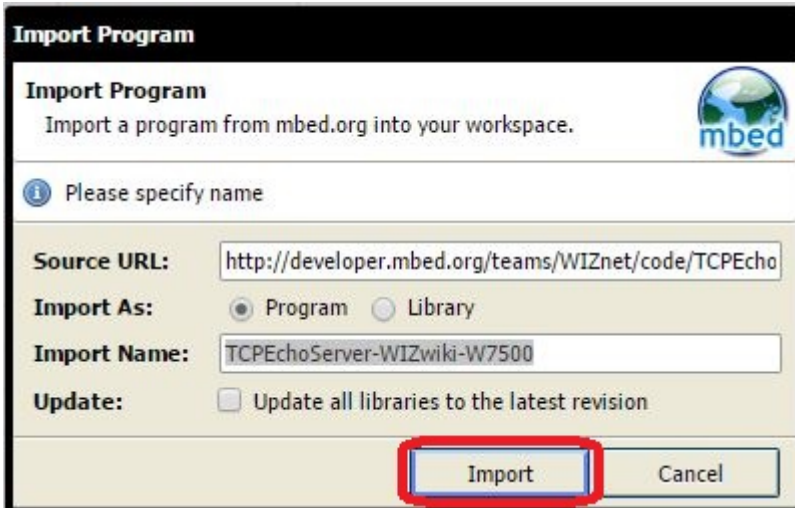 Import Program
Import Program
Import a program from mbed.org into your workspace.
mbed
Please specify name
Source URL: http://developer.mbed.org/teams/WIZnet/code/TCPEcho
Import As: Program Library
Import Name: TCPEchoServer-WIZwiki-W7500
Update: Update all libraries to the latest revision
Import Cancel